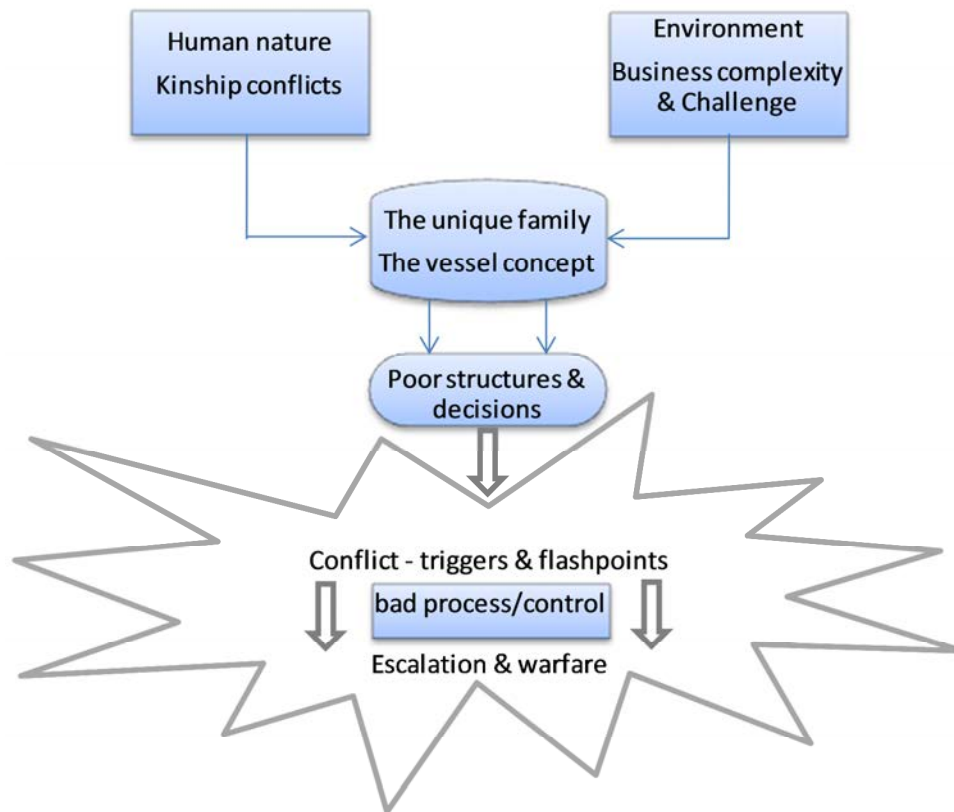 Human nature
Kinship conflicts
Environment
Business complexity
& Challenge
The unique family
The vessel concept
Poor structures &
decisions
Conflict - triggers & flashpoints
bad process/control
Escalation & warfare